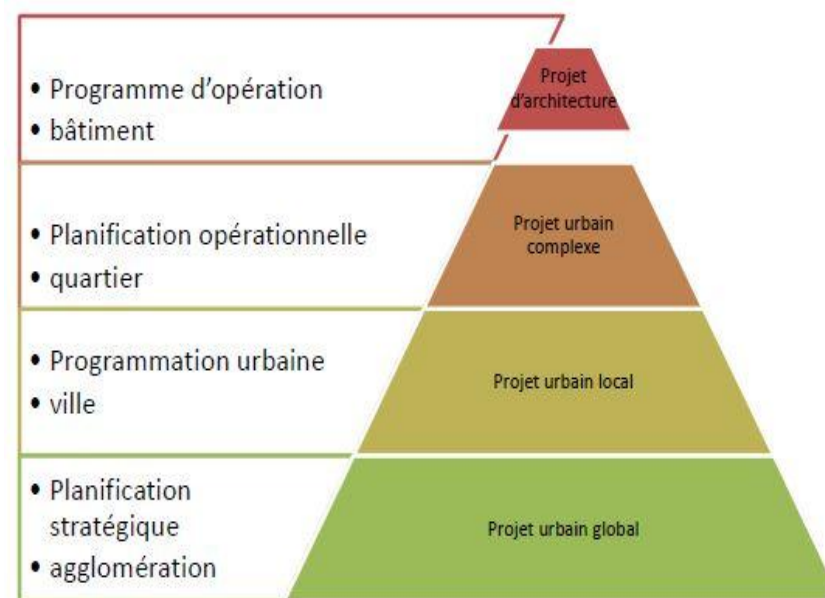 • Programme d’opération
• bâtiment
Projet
d’architecture
• Planification opérationnelle
• quartier
Projet urbain
complexe
• Programmation urbaine
• ville
Projet urbain local
• Planification
stratégique
• agglomération
Projet urbain global